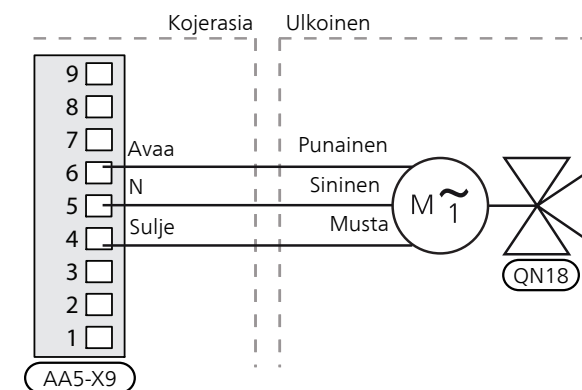 Kojerasia Ulkoinen
9
8
7
Avaa Punainen
6
N Sininen
5
M ~ 1
Sulje Musta
4
3
QN18
2
1
AA5-X9